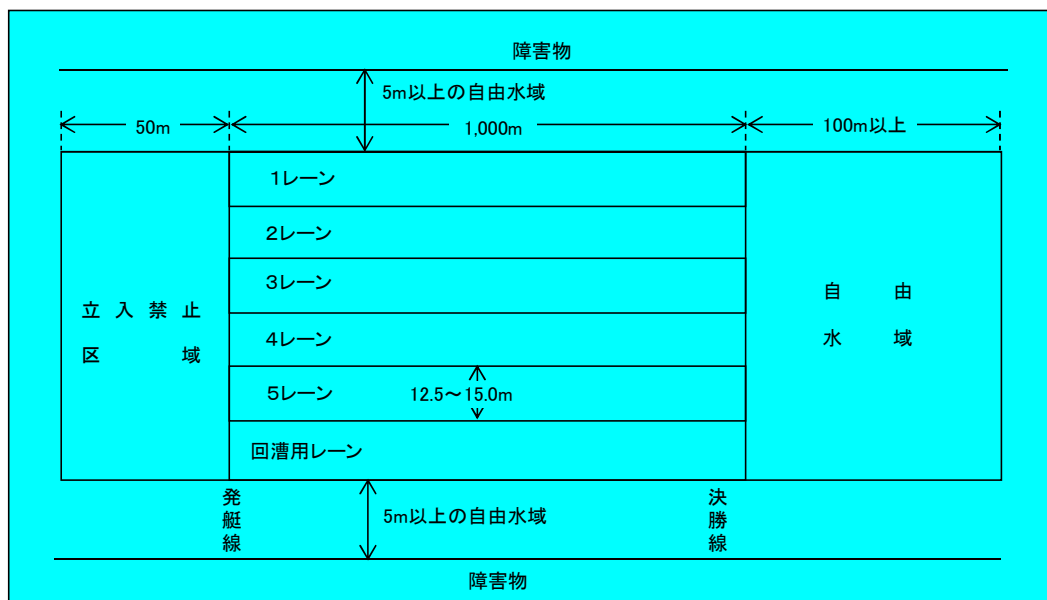 障害物
5m以上の自由水域
50m
1,000m
100m以上
1レーン
2レーン
3レーン
4レーン
5レーン
12.5～15.0m
回漕用レーン
立入禁止
区域
自由
水域
発艇線
決勝線
5m以上の自由水域
障害物